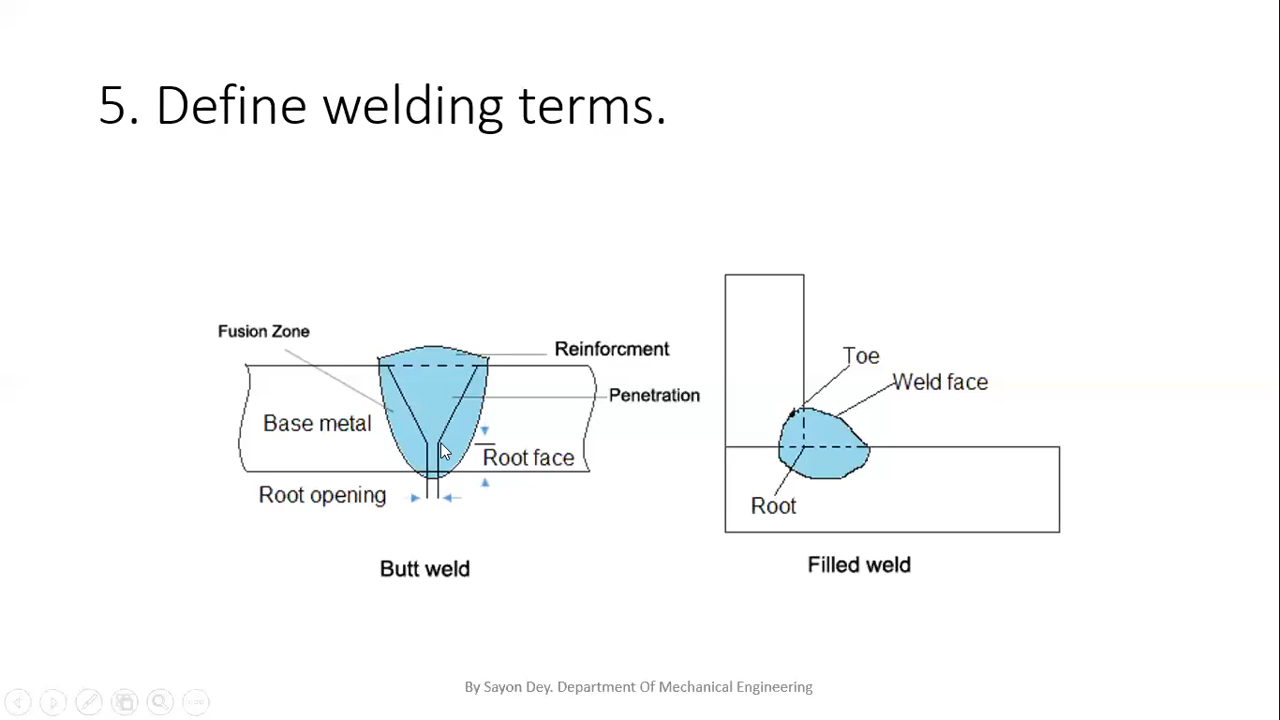 5. Define welding terms.
Fusion Zone
Reinforcment
Penetration
Base metal
Root face
Root opening
Butt weld
Toe
Weld face
Root
Filled weld
By Sayon Dey. Department Of Mechanical Engineering